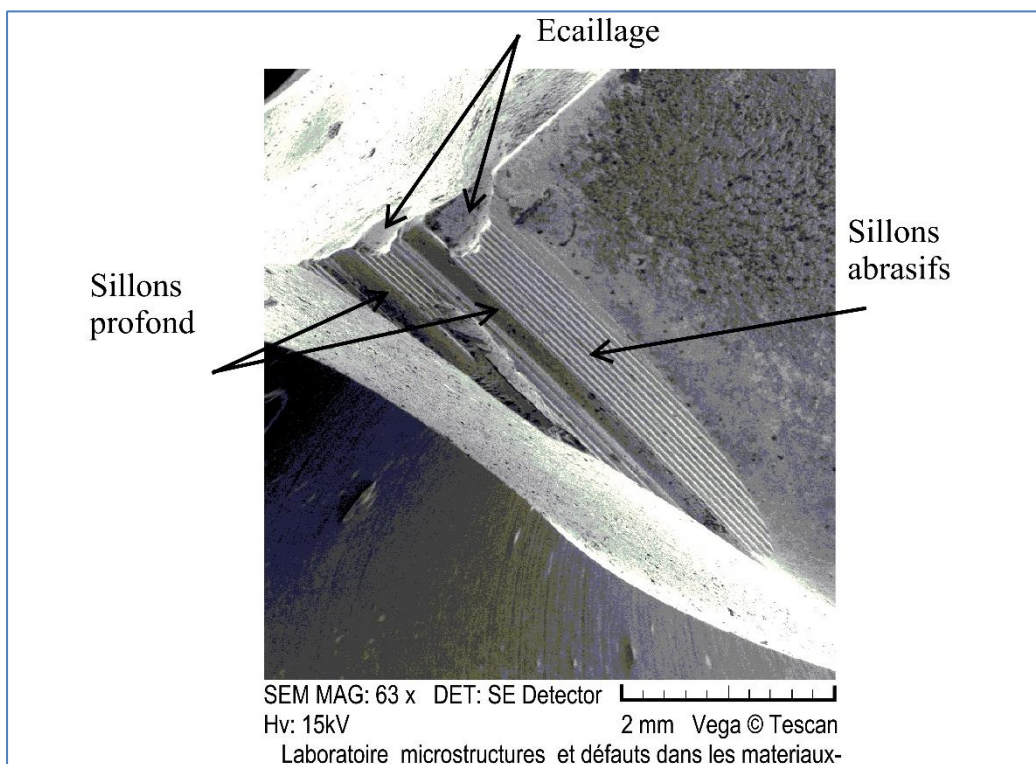 Ecaillage
Sillons
abrasifs
Sillons
profond
SEM MAG: 63 x DET: SE Detector
Hv: 15kV
2 mm Vega © Tescan
Laboratoire microstructures et défauts dans les materiaux-